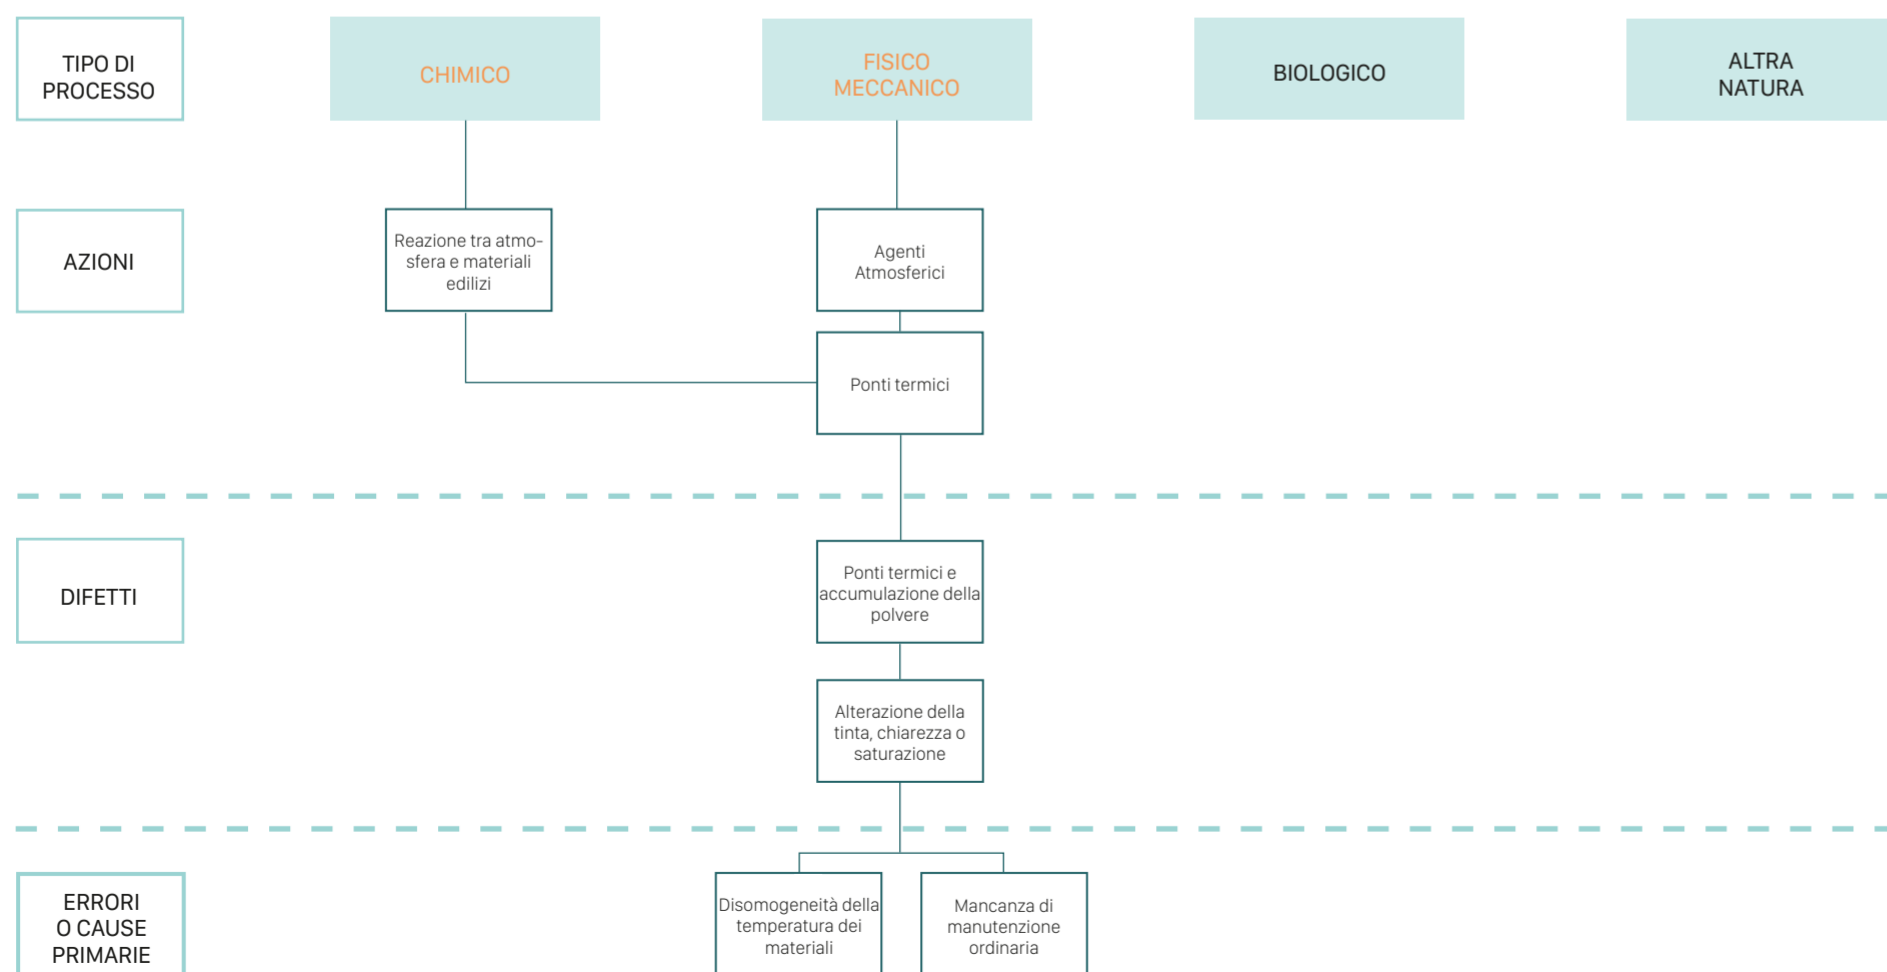 TIPO DI
PROCESSO
CHIMICO
FISICO
MECCANICO
BIOLOGICO
ALTRA
NATURA
AZIONI
Reazione tra atmo-
sfera e materiali
edilizi
Agenti
Atmosferici
Ponti termici
DIFETTI
Ponti termici e
accumulazione della
polvere
Alterazione della
tinta, chiarezza o
saturazione
ERRORI
O CAUSE
PRIMARIE
Disomogeneità della
temperatura dei
materiali
Mancanza di
manutenzione
ordinaria